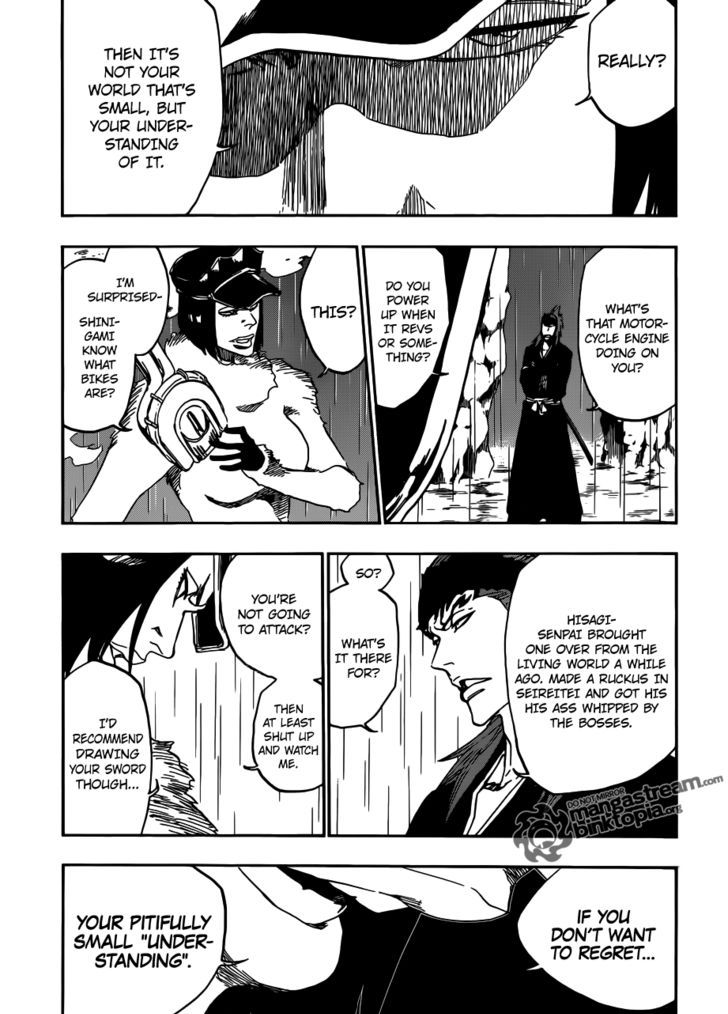 REALLY?
THEN IT'S
NOT YOUR
WORLD THAT'S
SMALL, BUT
YOUR UNDER-
STANDING
OF IT.
WHAT'S
THAT MOTOR-
CYCLE ENGINE
DOING ON
YOU?
DO YOU
POWER
UP WHEN
IT REVS
OR SOME-
THING?
THIS?
I'M
SURPRISED-
SHINI-
GAMI
KNOW
WHAT
BIKES
ARE?
HISAGI-
SENPAI BROUGHT
ONE OVER FROM THE
LIVING WORLD A WHILE
AGO. MADE A RUCKUS IN
SEIREITEI AND GOT HIS
HIS ASS WHIPPED BY
THE BOSSES.
SO?
WHAT'S
IT THERE
FOR?
YOU'RE
NOT GOING
TO ATTACK?
THEN
AT LEAST
SHUT UP
AND WATCH
ME.
I'D
RECOMMEND
DRAWING
YOUR SWORD
THOUGH...
DO NOT MIRROR
mangastream.com
binktopia.org
IF YOU
DON'T WANT
TO REGRET...
YOUR PITIFULLY
SMALL "UNDER-
STANDING".